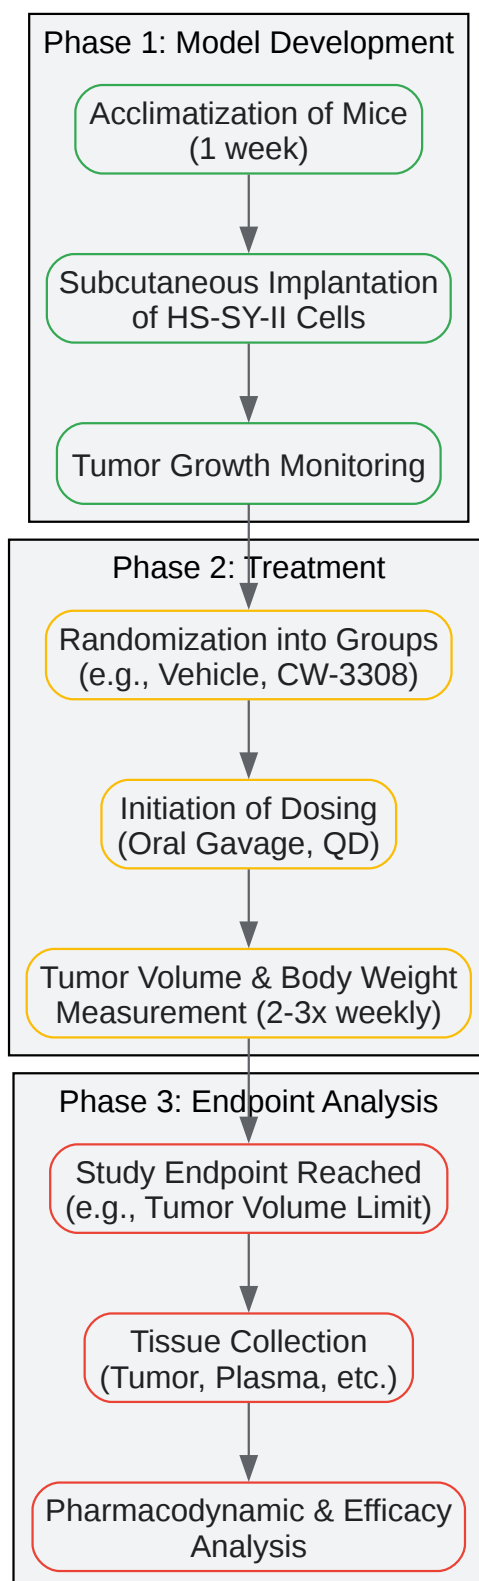 Phase 1: Model Development
Acclimatization of Mice
(1 week)
Subcutaneous Implantation
of HS-SY-II Cells
Tumor Growth Monitoring
Phase 2: Treatment
Randomization into Groups
(e.g., Vehicle, CW-3308)
Initiation of Dosing
(Oral Gavage, QD)
Tumor Volume & Body Weight
Measurement (2-3x weekly)
Phase 3: Endpoint Analysis
Study Endpoint Reached
(e.g., Tumor Volume Limit)
Tissue Collection
(Tumor, Plasma, etc.)
Pharmacodynamic & Efficacy
Analysis